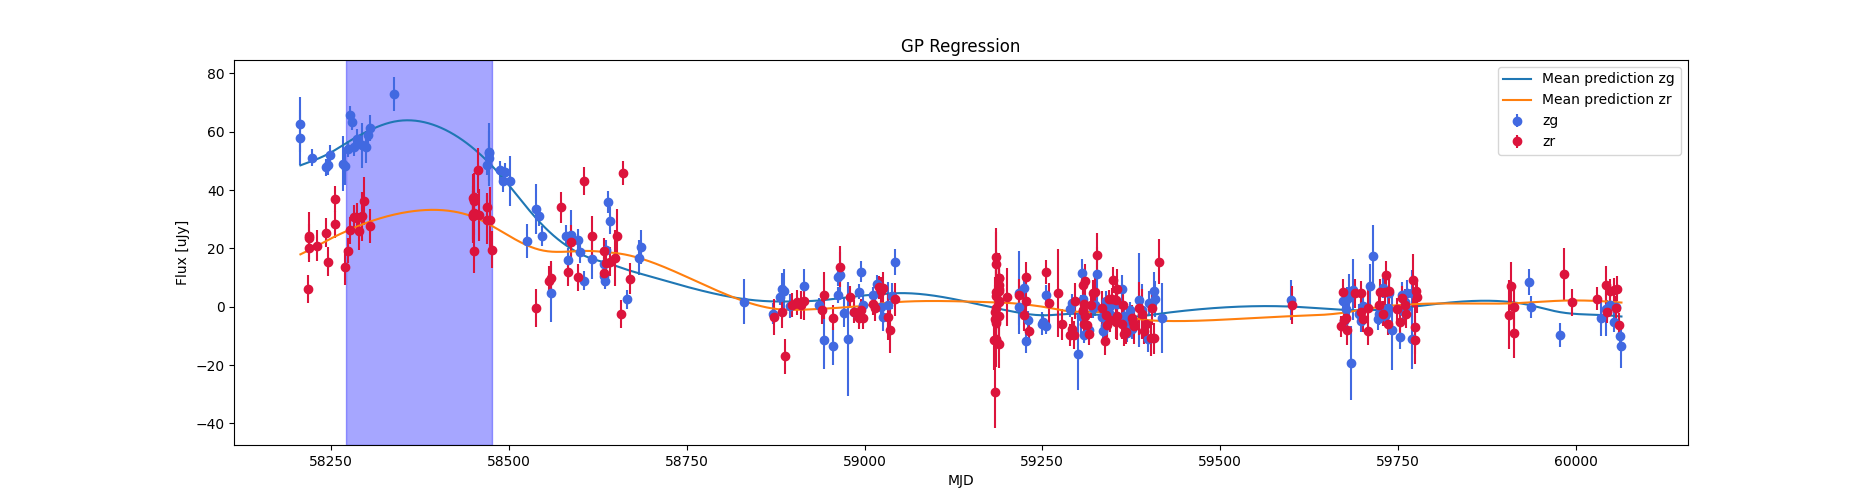 GP Regression
Flux [uJy]
80
60
40
20
0
−20
−40
Mean prediction zg
Mean prediction zr
zg
zr
58250 58500 58750 59000 59250 59500 59750 60000
MJD